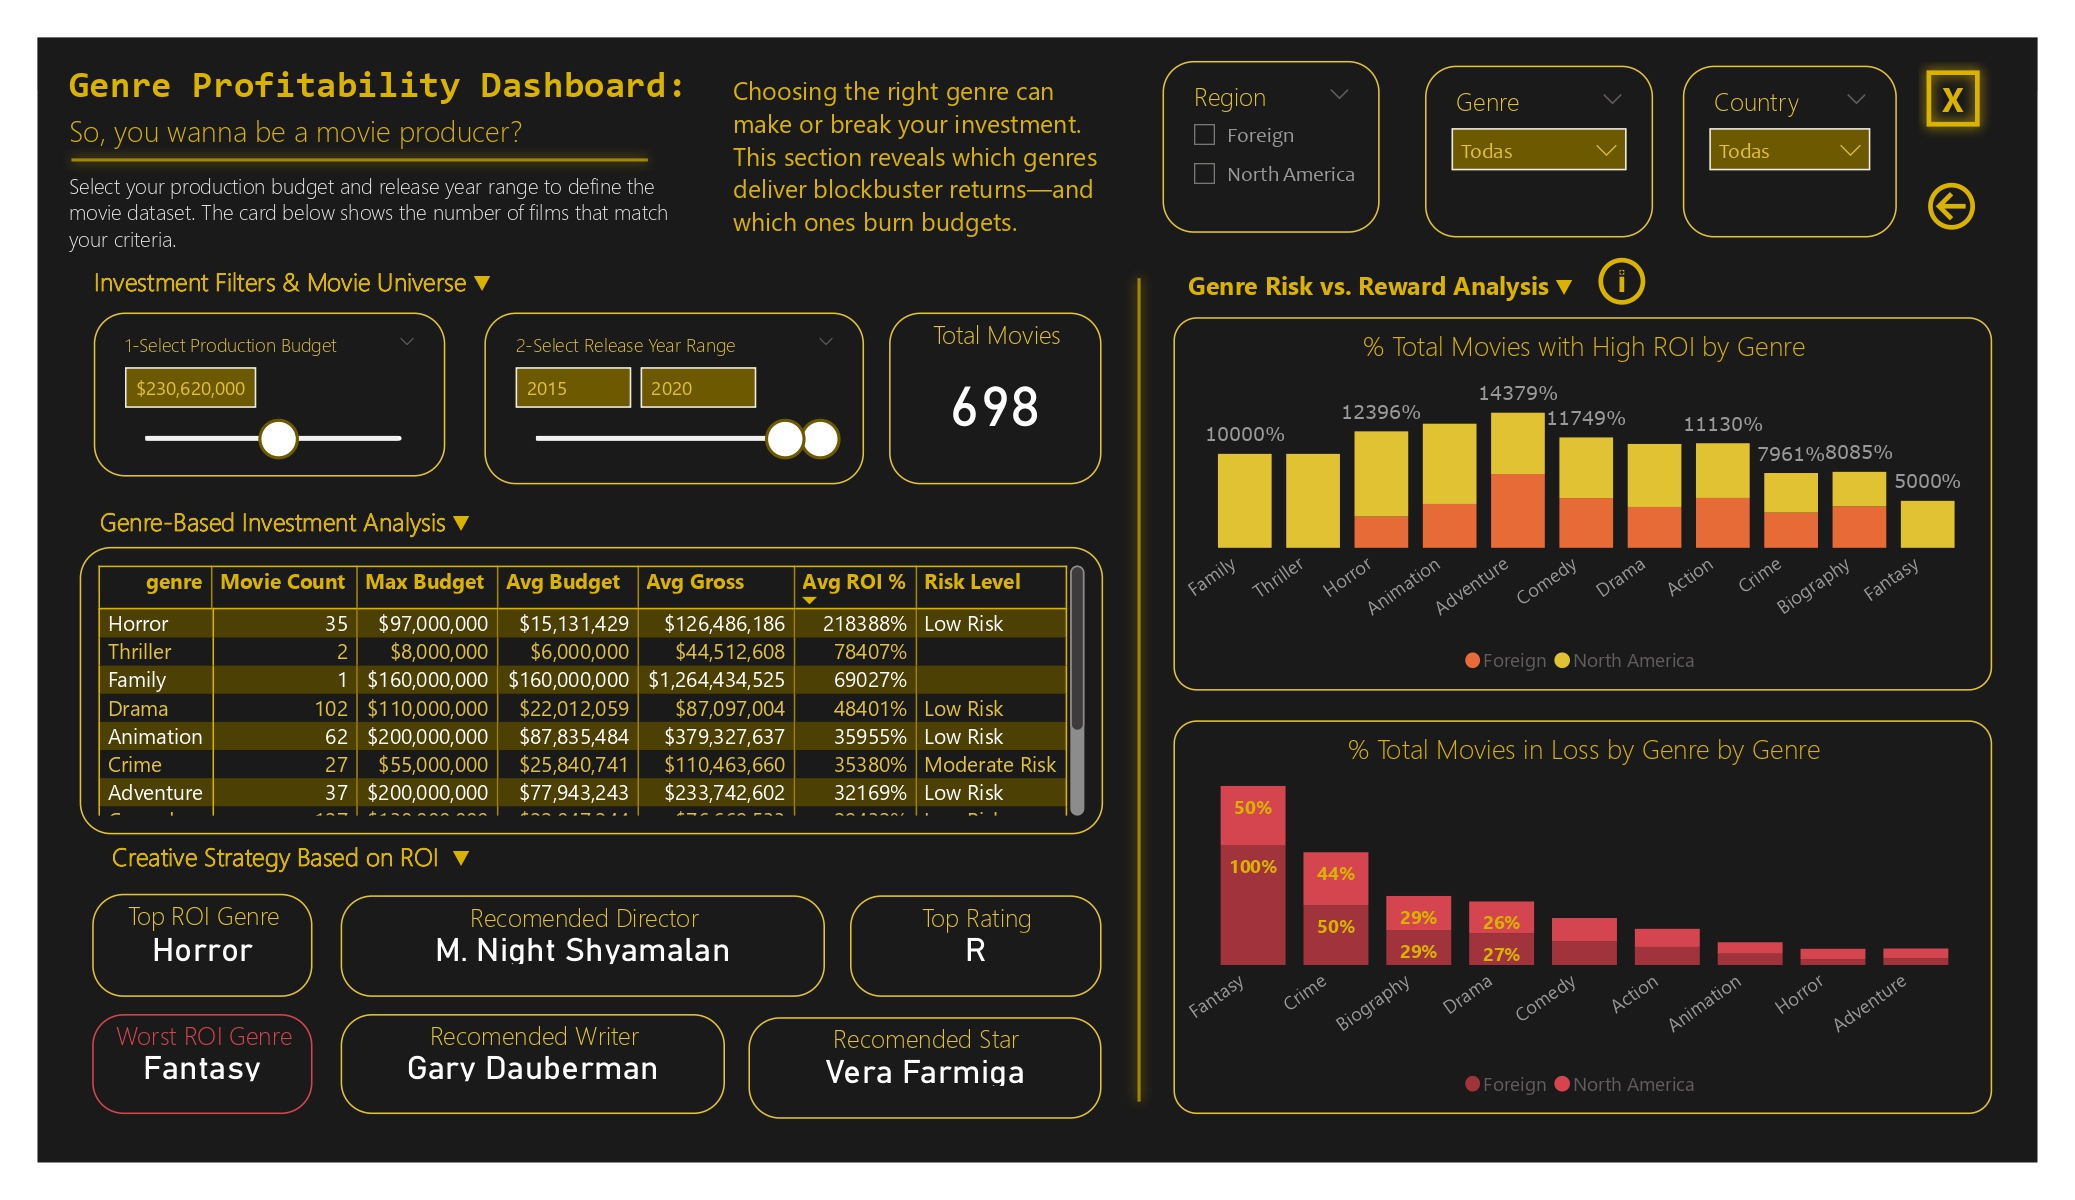 Genre Profitability Dashboard:
So, you wanna be a movie producer?
Select your production budget and release year range to define the
movie dataset. The card below shows the number of films that match
your criteria.
Choosing the right genre can
make or break your investment.
This section reveals which genres
deliver blockbuster returns—and
which ones burn budgets.
Region
Foreign
North America
Genre
Todas
Country
Todas
X
Investment Filters & Movie Universe ▼
1-Select Production Budget
$230,620,000
2-Select Release Year Range
2015 2020
Total Movies
698
Genre-Based Investment Analysis ▼
genre Movie Count Max Budget Avg Budget Avg Gross Avg ROI % Risk Level
Horror 35 $97,000,000 $15,131,429 $126,486,186 218388% Low Risk
Thriller 2 $8,000,000 $6,000,000 $44,512,608 78407%
Family 1 $160,000,000 $160,000,000 $1,264,434,525 69027%
Drama 102 $110,000,000 $22,012,059 $87,097,004 48401% Low Risk
Animation 62 $200,000,000 $87,835,484 $379,327,637 35955% Low Risk
Crime 27 $55,000,000 $25,840,741 $110,463,660 35380% Moderate Risk
Adventure 37 $200,000,000 $77,943,243 $233,742,602 32169% Low Risk
Creative Strategy Based on ROI ▼
Top ROI Genre
Horror
Recomended Director
M. Night Shyamalan
Top Rating
R
Worst ROI Genre
Fantasy
Recomended Writer
Gary Dauberman
Recomended Star
Vera Farmiga
Genre Risk vs. Reward Analysis ▼
i
% Total Movies with High ROI by Genre
10000% 12396% 14379% 11749% 11130% 7961% 8085% 5000%
Family Thriller Horror Animation Adventure Comedy Drama Action Crime Biography Fantasy
Foreign North America
% Total Movies in Loss by Genre by Genre
50% 44% 29% 26%
100% 50% 29% 27%
Fantasy Crime Biography Drama Comedy Action Animation Horror Adventure
Foreign North America